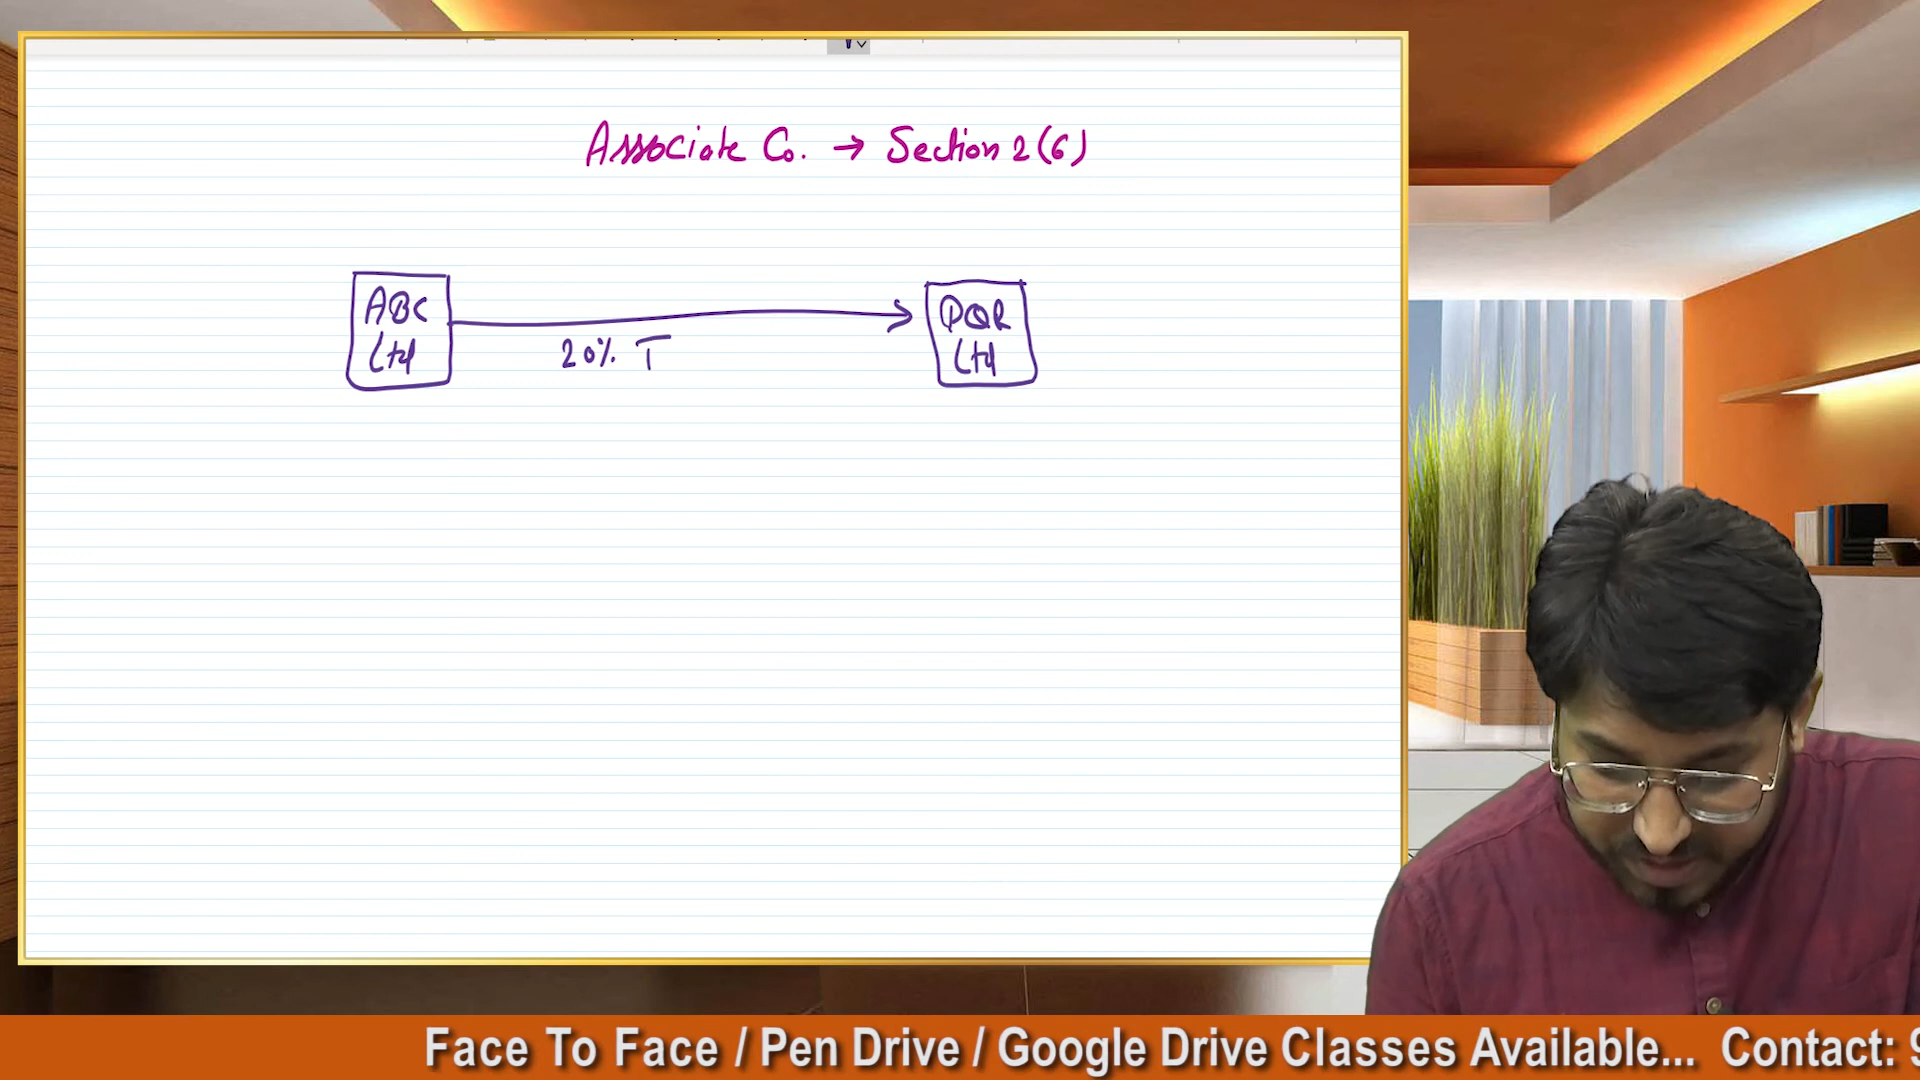 Associate Co. → Section 2(6)
ABC
Ltd
20% T
PQR
Ltd
Face To Face / Pen Drive / Google Drive Classes Available... Contact: 9